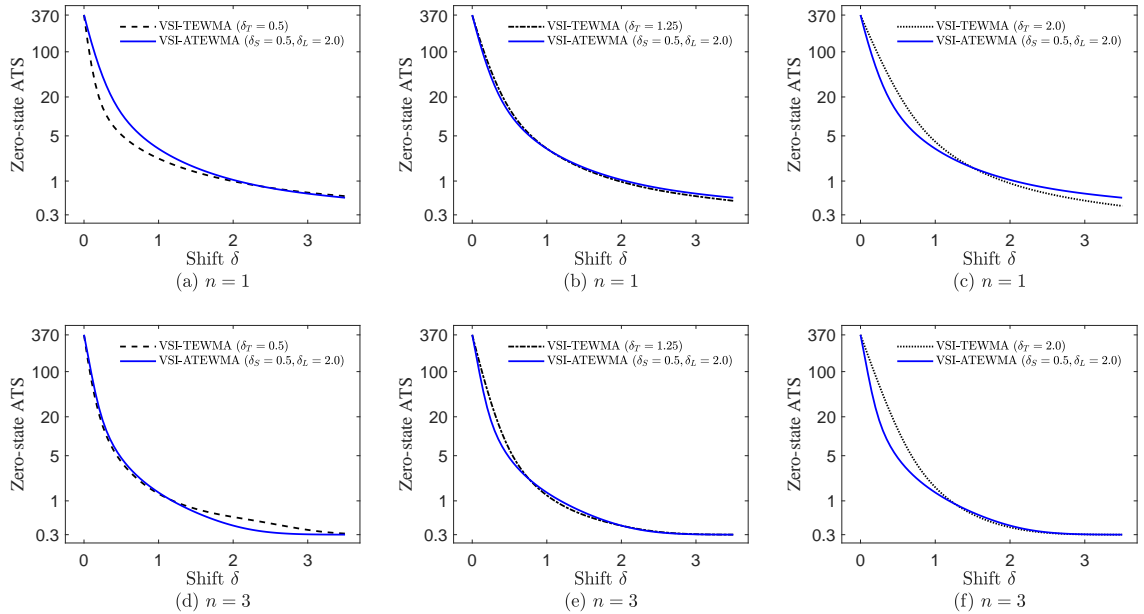 370
100
20
5
1
0.3
Zero-state ATS
VSI-TEWMA (δ_T = 0.5)
VSI-ATEWMA (δ_S = 0.5, δ_L = 2.0)
0 1 2 3
Shift δ
(a) n = 1
370
100
20
5
1
0.3
Zero-state ATS
VSI-TEWMA (δ_T = 1.25)
VSI-ATEWMA (δ_S = 0.5, δ_L = 2.0)
0 1 2 3
Shift δ
(b) n = 1
370
100
20
5
1
0.3
Zero-state ATS
VSI-TEWMA (δ_T = 2.0)
VSI-ATEWMA (δ_S = 0.5, δ_L = 2.0)
0 1 2 3
Shift δ
(c) n = 1
370
100
20
5
1
0.3
Zero-state ATS
VSI-TEWMA (δ_T = 0.5)
VSI-ATEWMA (δ_S = 0.5, δ_L = 2.0)
0 1 2 3
Shift δ
(d) n = 3
370
100
20
5
1
0.3
Zero-state ATS
VSI-TEWMA (δ_T = 1.25)
VSI-ATEWMA (δ_S = 0.5, δ_L = 2.0)
0 1 2 3
Shift δ
(e) n = 3
370
100
20
5
1
0.3
Zero-state ATS
VSI-TEWMA (δ_T = 2.0)
VSI-ATEWMA (δ_S = 0.5, δ_L = 2.0)
0 1 2 3
Shift δ
(f) n = 3